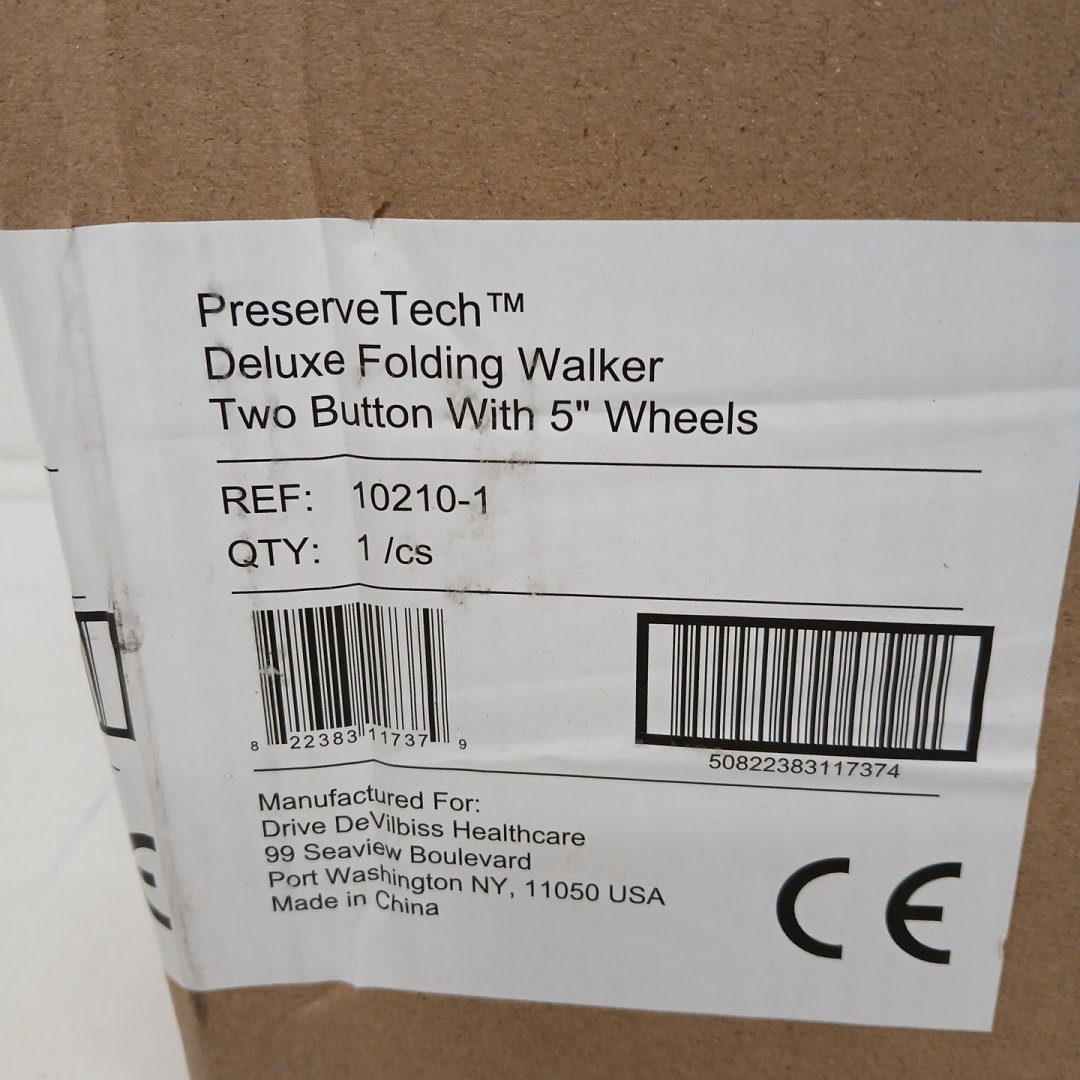 PreserveTech™
Deluxe Folding Walker
Two Button With 5" Wheels
REF: 10210-1
QTY: 1 /cs
8 22383 11737 9
50822383117374
Manufactured For:
Drive DeVilbiss Healthcare
99 Seaview Boulevard
Port Washington NY, 11050 USA
Made in China
CE